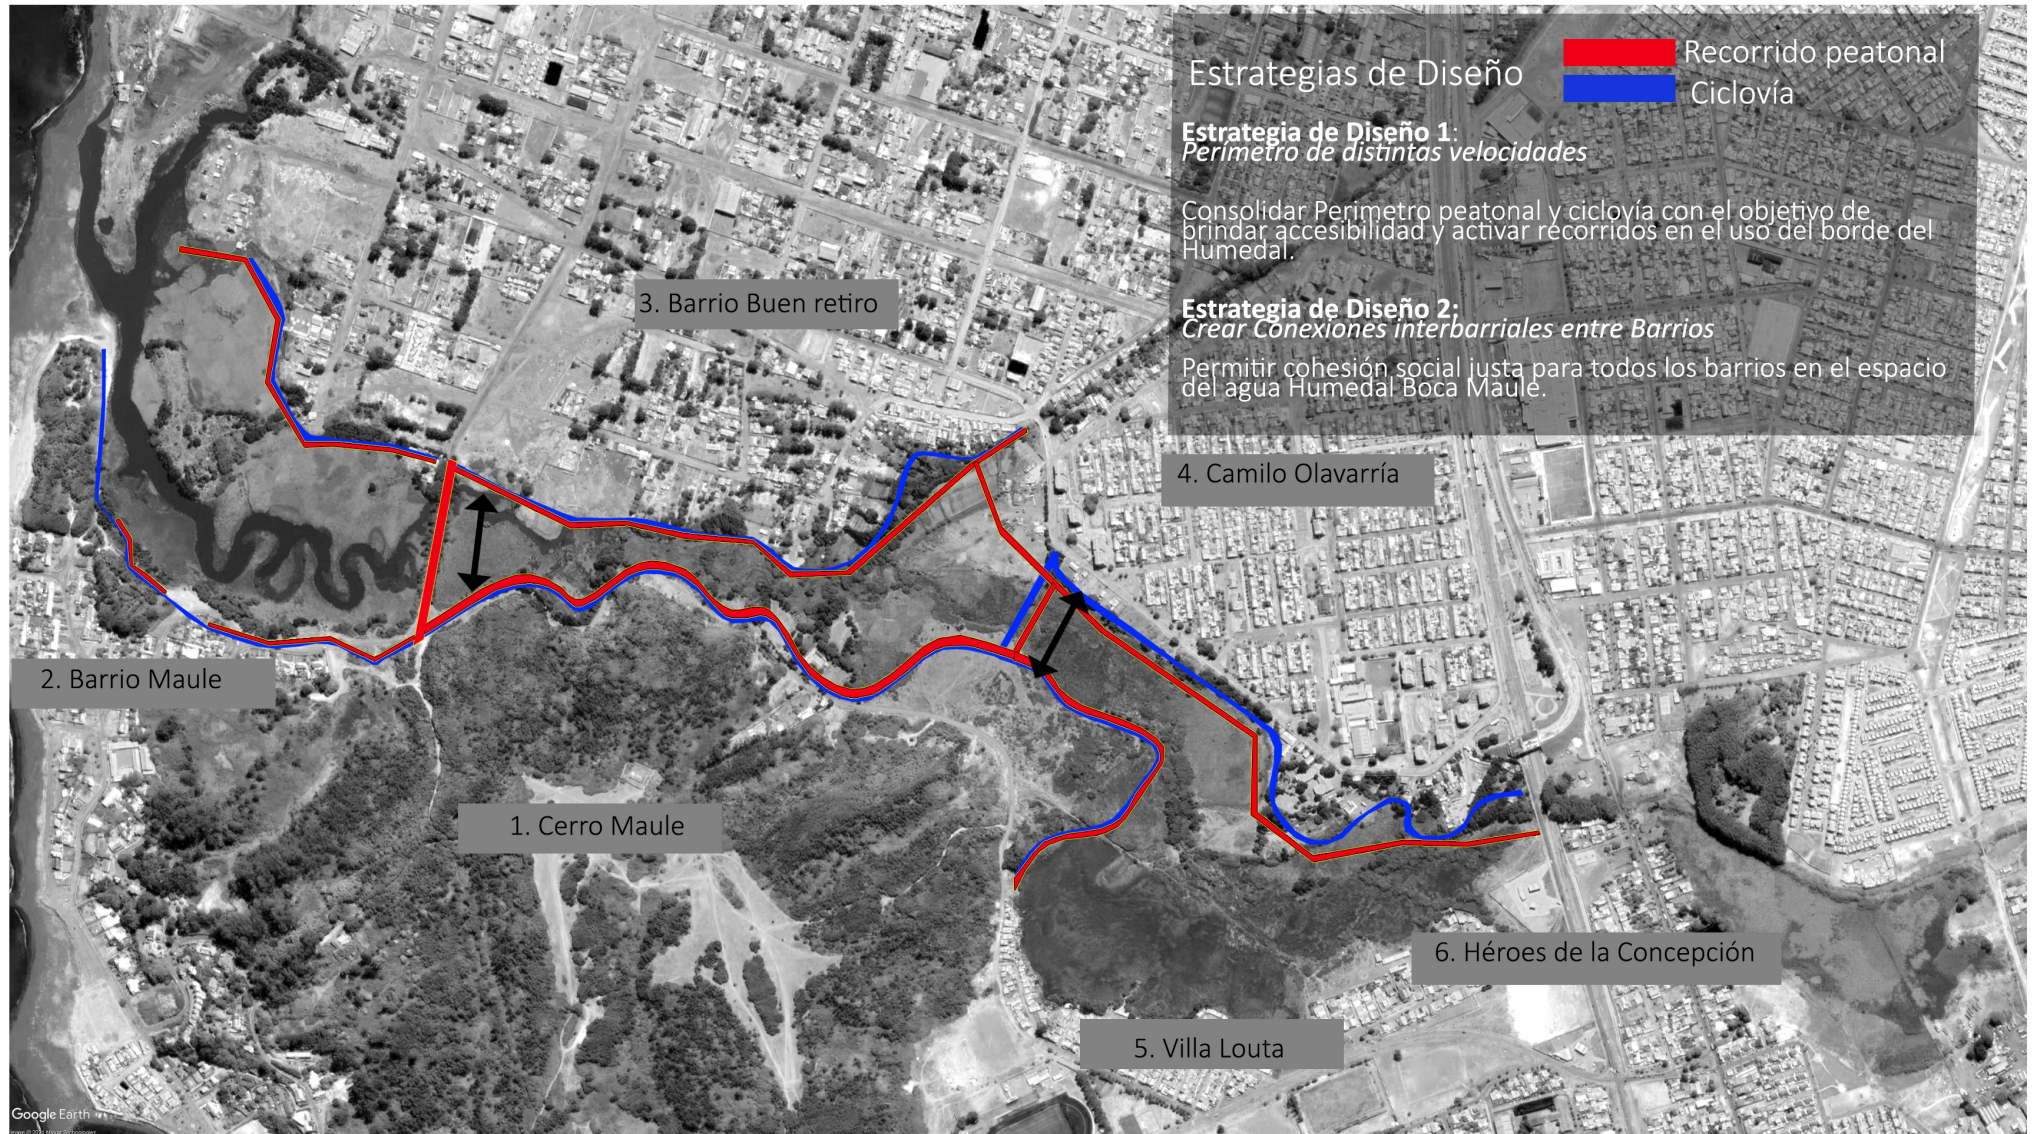 Estrategias de Diseño
Recorrido peatonal
Ciclovía
Estrategia de Diseño 1:
Perímetro de distintas velocidades
Consolidar Perimetro peatonal y ciclovía con el objetivo de
brindar accesibilidad y activar recorridos en el uso del borde del
Humedal.
Estrategia de Diseño 2:
Crear Conexiones interbarriales entre Barrios
Permitir cohesión social justa para todos los barrios en el espacio
del agua Humedal Boca Maule.
3. Barrio Buen retiro
4. Camilo Olavarría
2. Barrio Maule
1. Cerro Maule
6. Héroes de la Concepción
5. Villa Louta
Google Earth